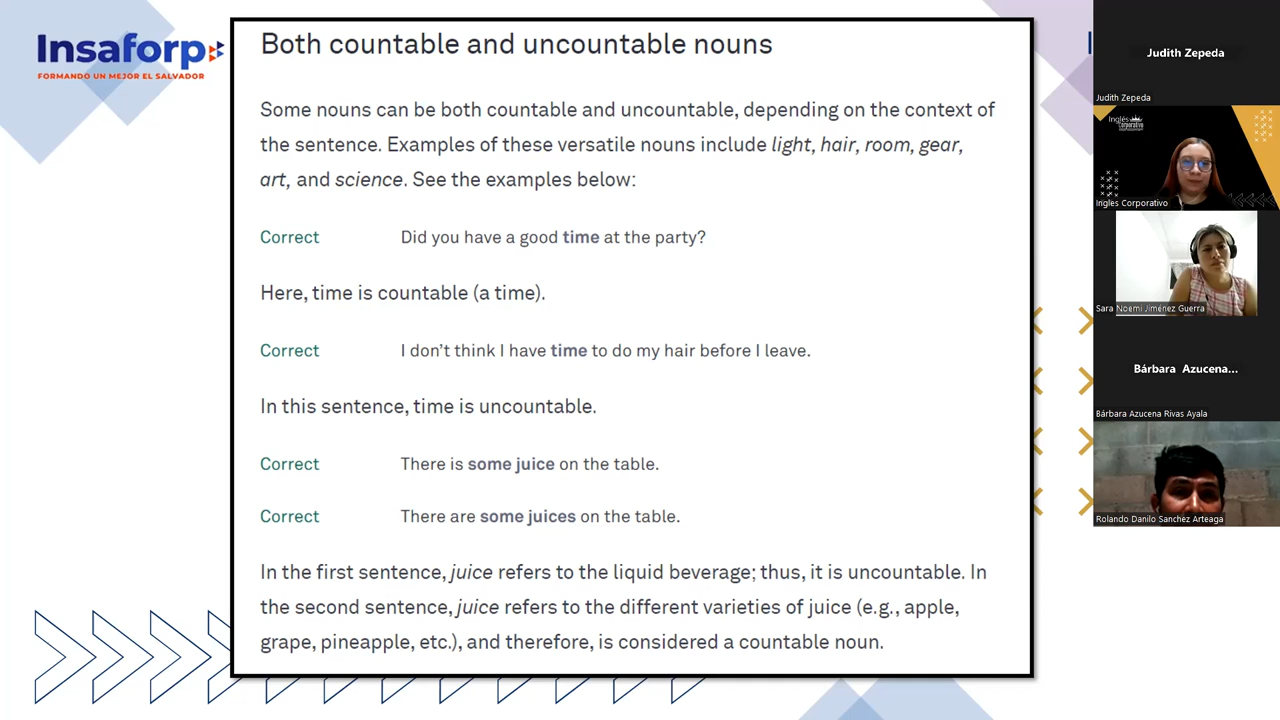 Insaforp
FORMANDO UN MEJOR EL SALVADOR
Both countable and uncountable nouns
Some nouns can be both countable and uncountable, depending on the context of
the sentence. Examples of these versatile nouns include light, hair, room, gear,
art, and science. See the examples below:
Correct Did you have a good time at the party?
Here, time is countable (a time).
Correct I don't think I have time to do my hair before I leave.
In this sentence, time is uncountable.
Correct There is some juice on the table.
Correct There are some juices on the table.
In the first sentence, juice refers to the liquid beverage; thus, it is uncountable. In
the second sentence, juice refers to the different varieties of juice (e.g., apple,
grape, pineapple, etc.), and therefore, is considered a countable noun.
Judith Zepeda
Judith Zepeda
Inglés
Corporativo
Ingles Corporativo
Sara Noemi Jiménez Guerra
Bárbara Azucena...
Bárbara Azucena Rivas Ayala
Rolando Danilo Sanchez Arteaga